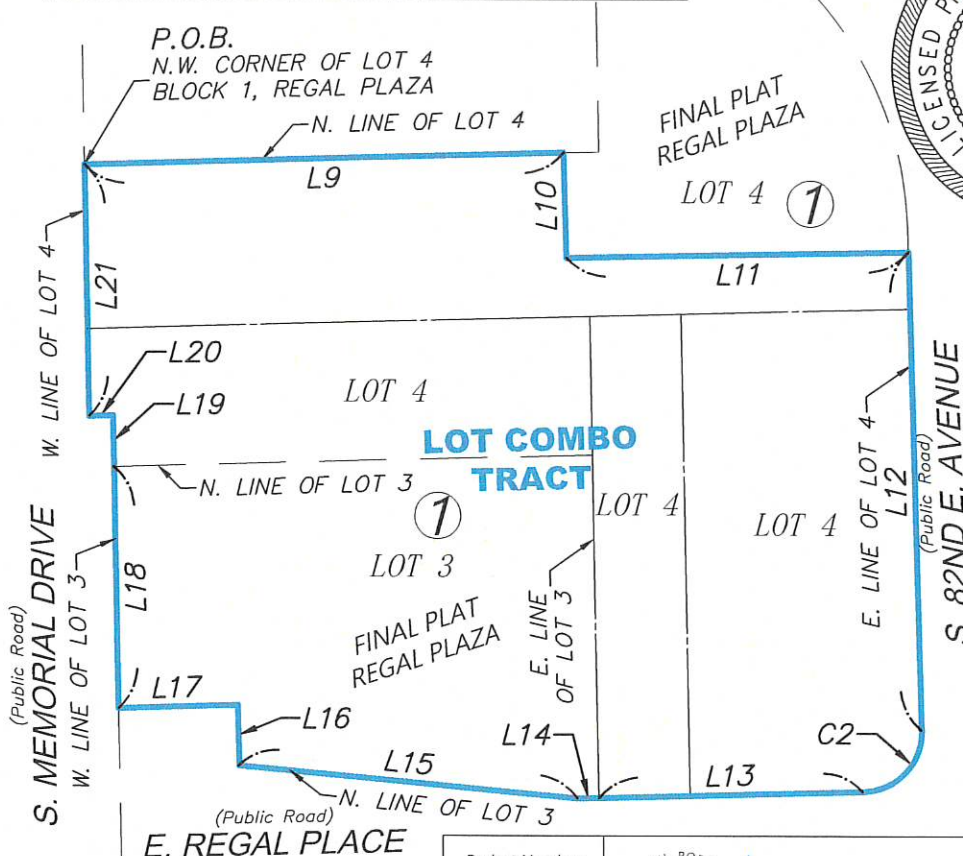 P.O.B.
N.W. CORNER OF LOT 4
BLOCK 1, REGAL PLAZA
N. LINE OF LOT 4
FINAL PLAT
REGAL PLAZA
LOT 4
1
LICENSED
L9
L10
L11
W. LINE OF LOT 4
L21
L20
L19
LOT 4
LOT COMBO
TRACT
N. LINE OF LOT 3
1
LOT 3
LOT 4
LOT 4
E. LINE OF LOT 4
L12
(Public Road)
S. 82ND E. AVENUE
(Public Road)
S. MEMORIAL DRIVE
W. LINE OF LOT 3
L18
FINAL PLAT
REGAL PLAZA
E. LINE
OF LOT 3
L17
L16
L14
C2
L15
L13
N. LINE OF LOT 3
(Public Road)
E. REGAL PLACE